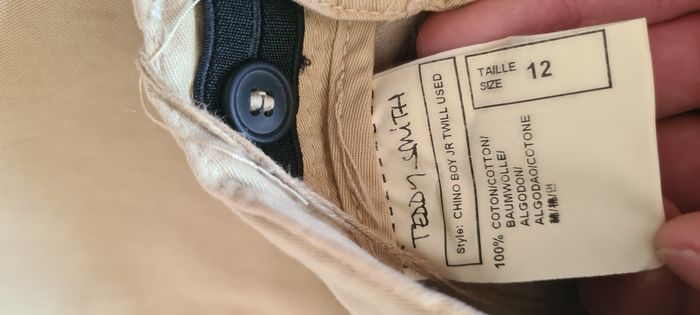 TEDDY SMITH
Style: CHINO BOY JR TWILL USED
TAILLE
SIZE
12
100% COTON/COTTON/
BAUMWOLLE/
ALGODON/
ALGODAO/COTONE